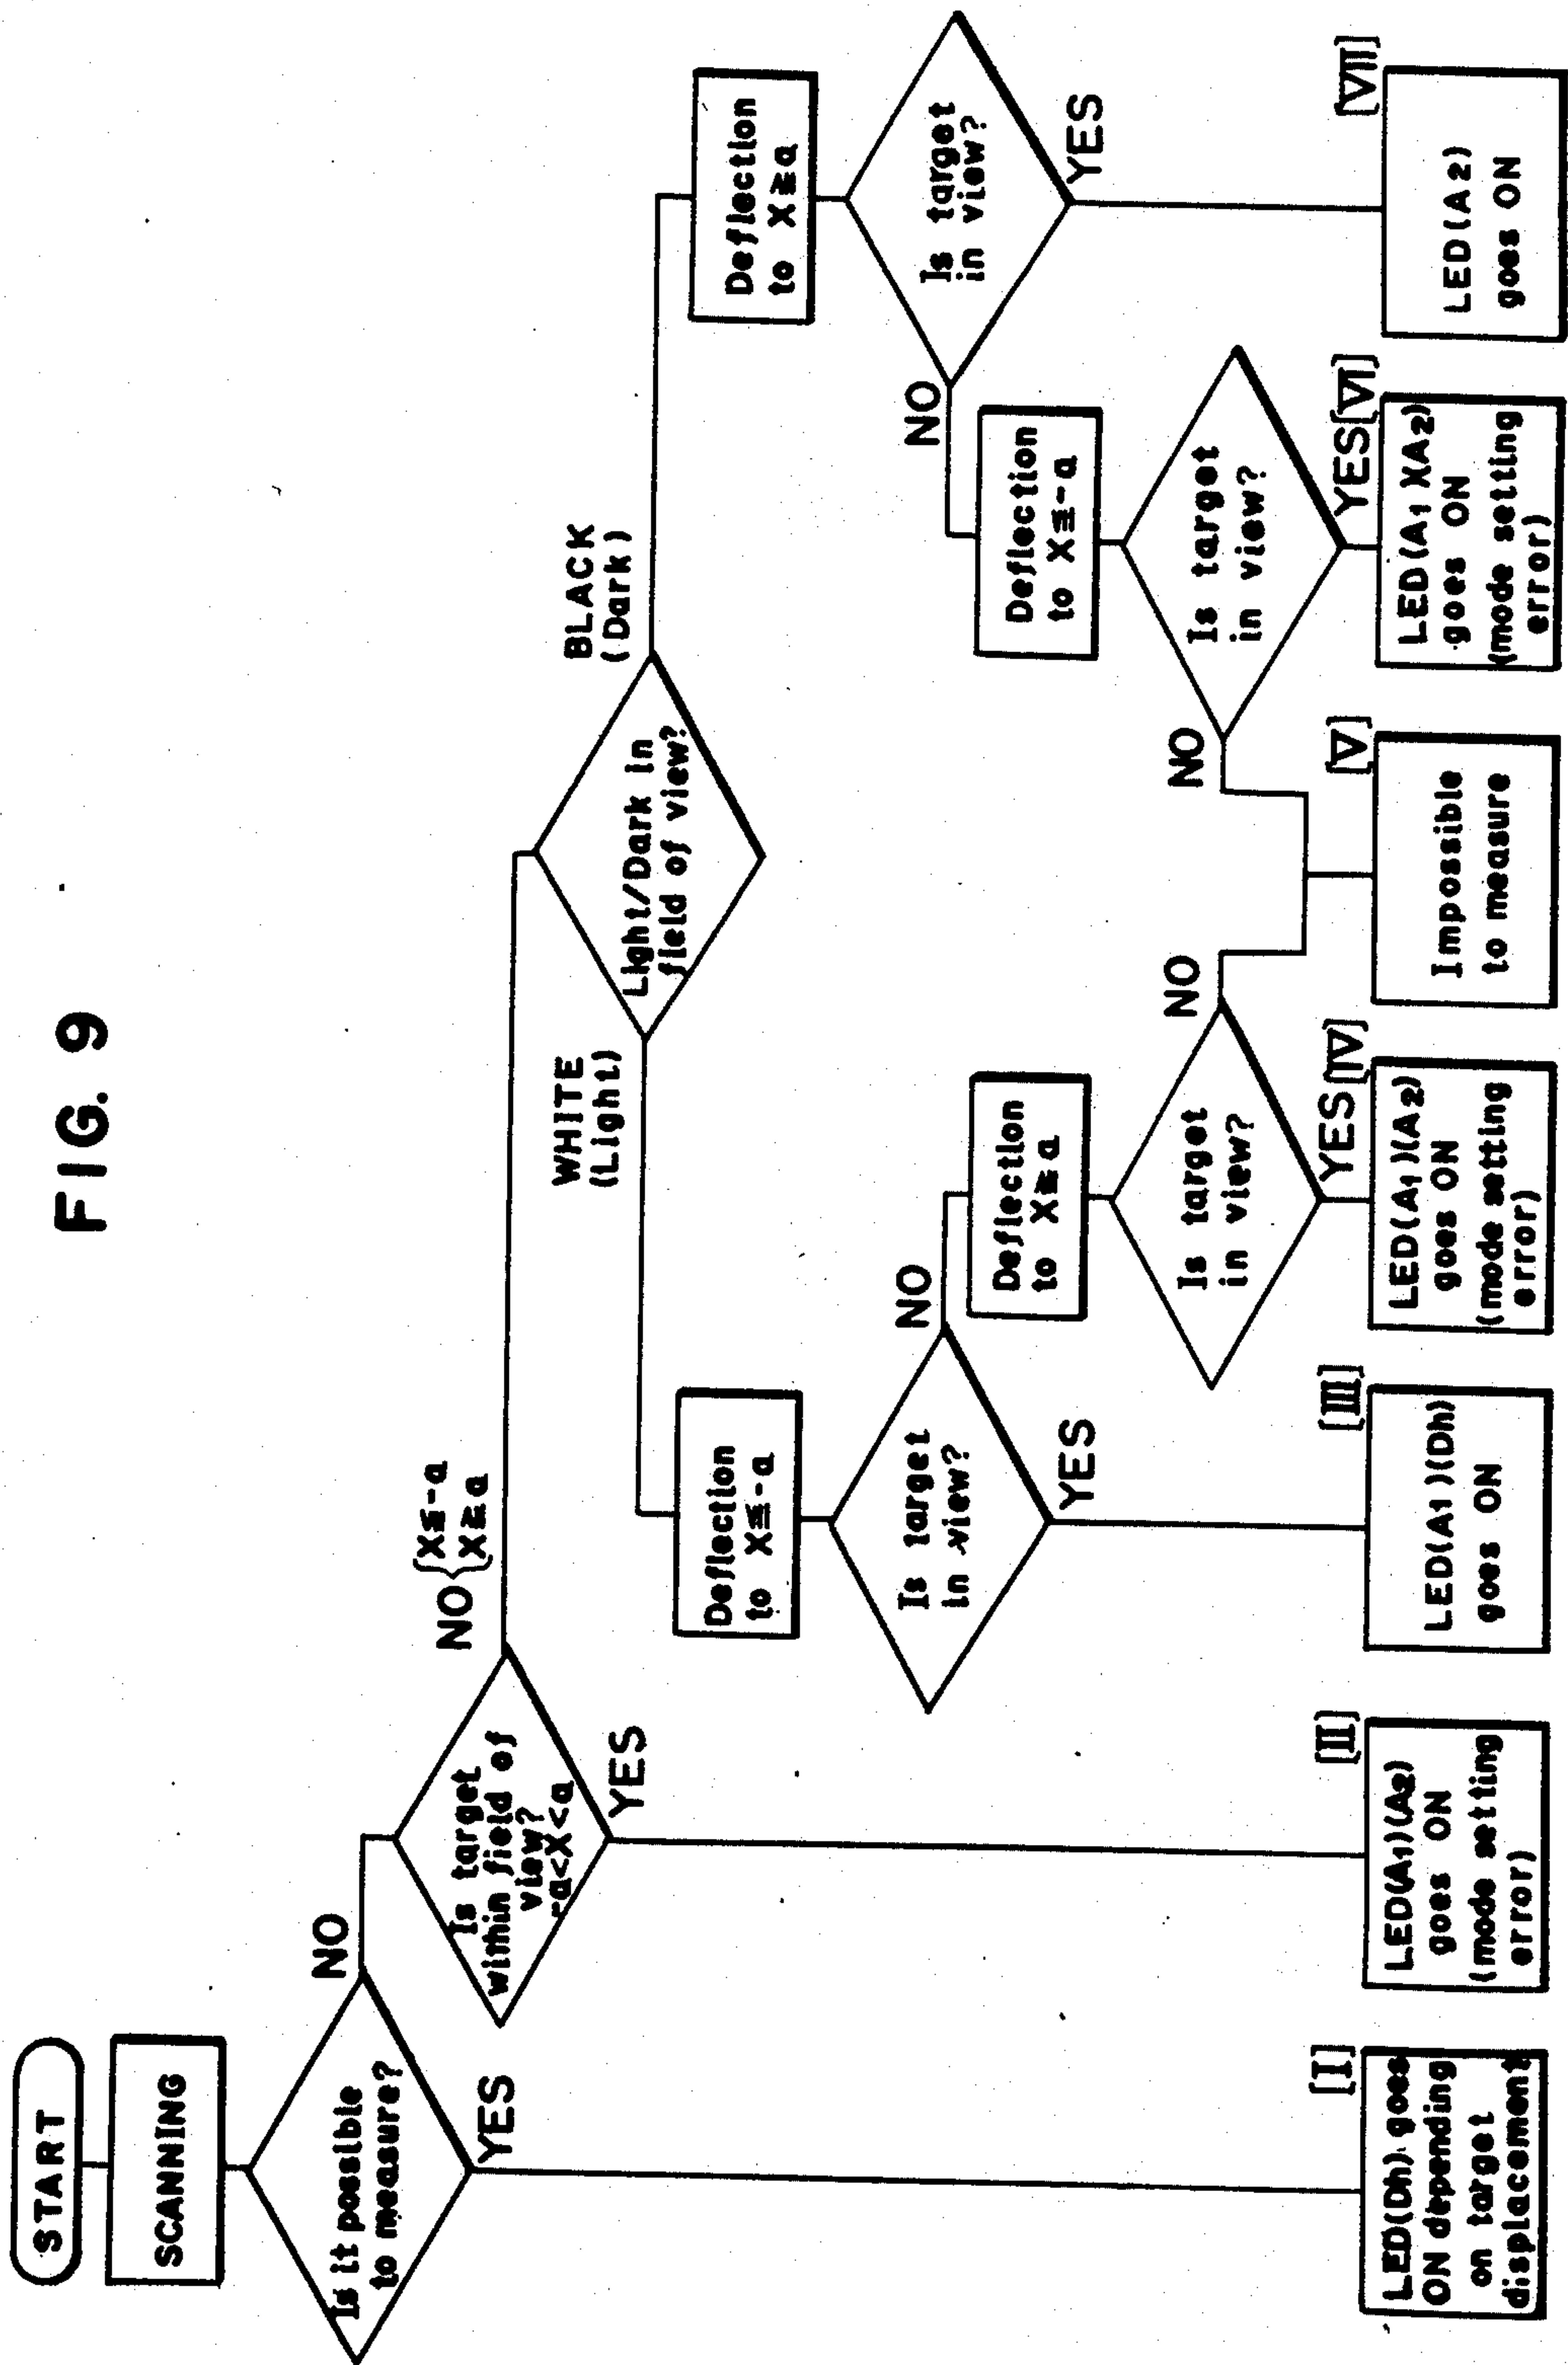 FIG. 9
START
SCANNING
Is it possible
to measure?
NO
YES
Is target
within field of
view?
-a<X<a
NO { X≦-a
X≧a
YES
Light/Dark in
field of view?
WHITE
(Light)
BLACK
(Dark)
Deflection
to X≦-a
Is target
in view?
NO
YES
Deflection
to X≧a
Is target
in view?
NO
YES
Deflection
to X≧a
Is target
in view?
NO
YES
Deflection
to X≦-a
Is target
in view?
NO
YES
[I]
LED(Dh) goes
ON depending
on target
displacement
[II]
LED(A1)(A2)
goes ON
(mode setting
error)
[III]
LED(A1)(Dh)
goes ON
[IV]
LED(A1)(A2)
goes ON
(mode setting
error)
[V]
Impossible
to measure
[VI]
LED(A1)(A2)
goes ON
(mode setting
error)
[VII]
LED(A2)
goes ON